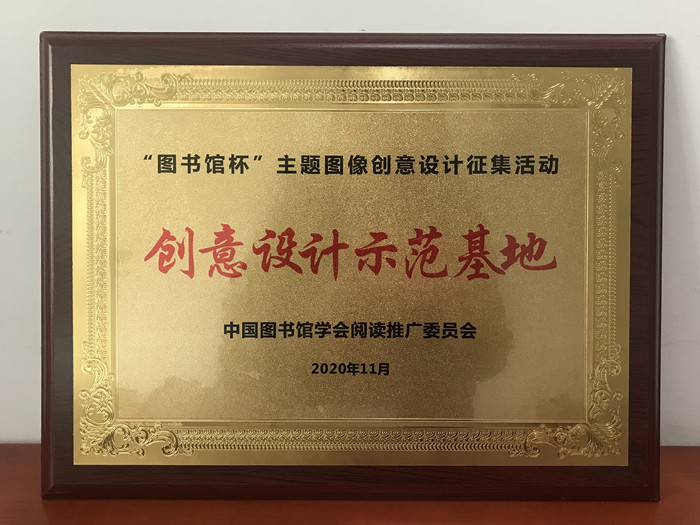 “图书馆杯”主题图像创意设计征集活动
创意设计示范基地
中国图书馆学会阅读推广委员会
2020年11月